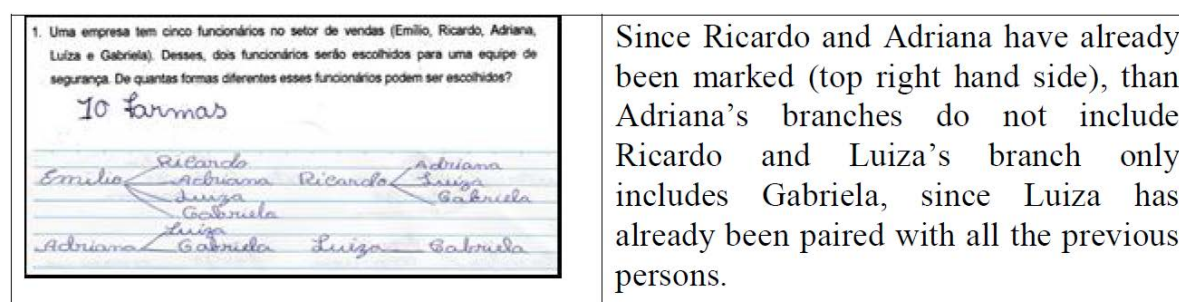 1. Uma empresa tem cinco funcionários no setor de vendas (Emílio, Ricardo, Adriana,
Luíza e Gabriela). Desses, dois funcionários serão escolhidos para uma equipe de
segurança. De quantas formas diferentes esses funcionários podem ser escolhidos?
10 formas
Ricardo
Emilio Adriana
Luiza
Gabriela
Adriana
Ricardo Luiza
Gabriela
Luiza
Adriana Gabriela
Luiza Gabriela
Since Ricardo and Adriana have already
been marked (top right hand side), than
Adriana's branches do not include
Ricardo and Luiza's branch only
includes Gabriela, since Luiza has
already been paired with all the previous
persons.